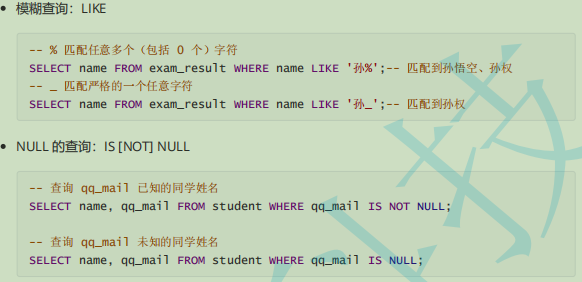 模糊查询：LIKE
-- % 匹配任意多个（包括 0 个）字符
SELECT name FROM exam_result WHERE name LIKE '孙%';-- 匹配到孙悟空、孙权
-- _ 匹配严格的一个任意字符
SELECT name FROM exam_result WHERE name LIKE '孙_';-- 匹配到孙权
NULL 的查询：IS [NOT] NULL
-- 查询 qq_mail 已知的同学姓名
SELECT name, qq_mail FROM student WHERE qq_mail IS NOT NULL;
-- 查询 qq_mail 未知的同学姓名
SELECT name, qq_mail FROM student WHERE qq_mail IS NULL;